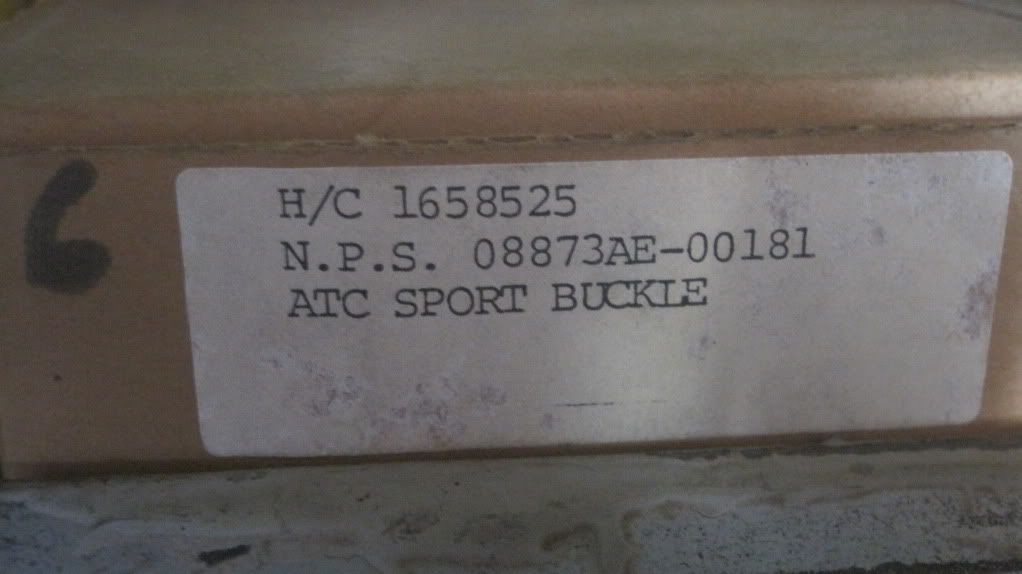 6
H/C 1658525
N.P.S. 08873AE-00181
ATC SPORT BUCKLE